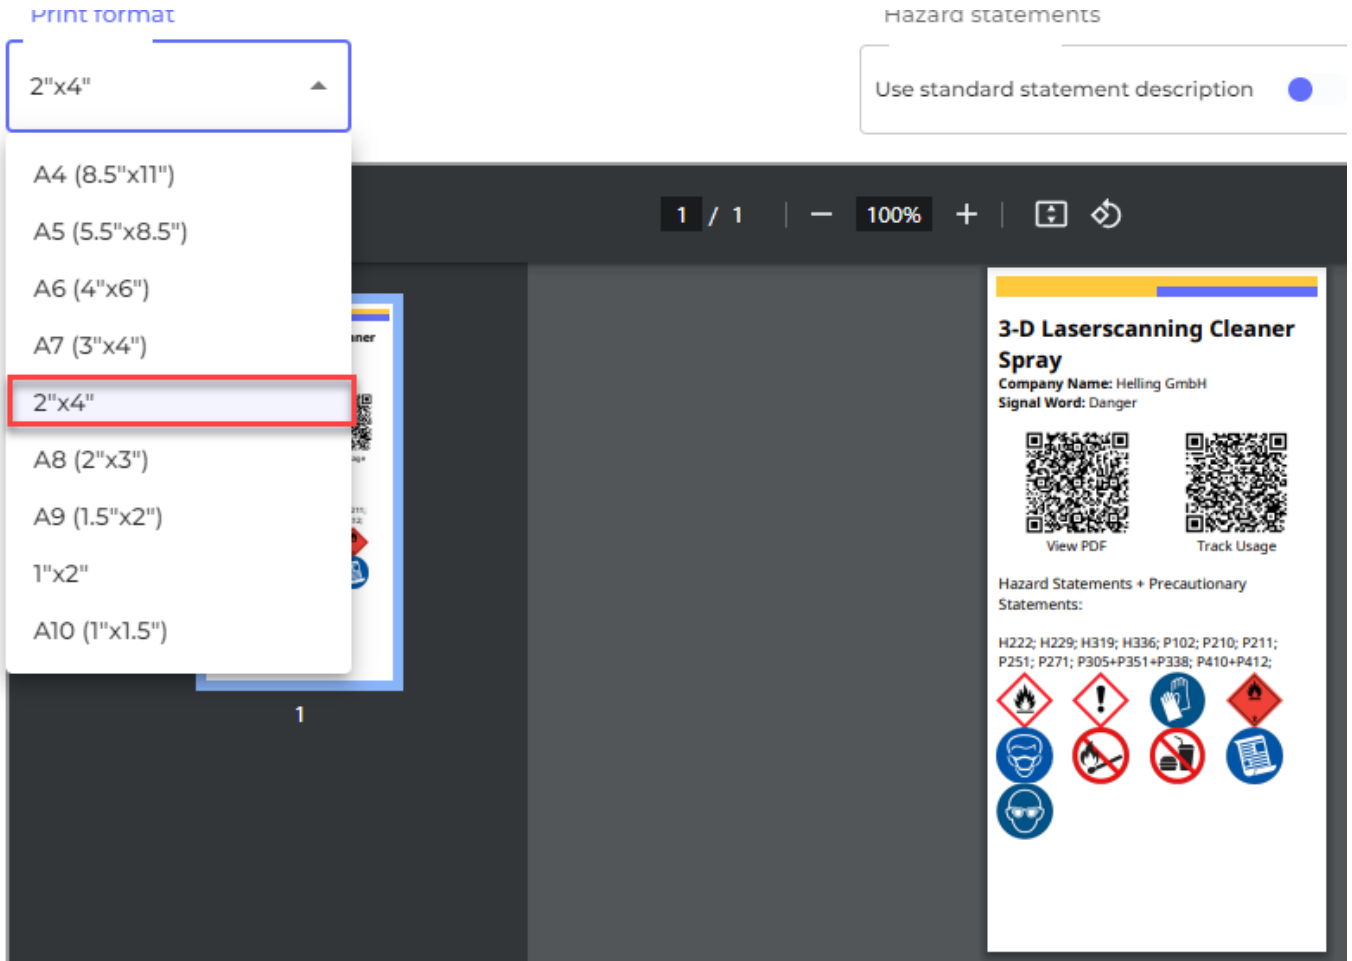 Print format
Hazard statements
2"x4"
Use standard statement description
A4 (8.5"x11")
A5 (5.5"x8.5")
A6 (4"x6")
A7 (3"x4")
2"x4"
A8 (2"x3")
A9 (1.5"x2")
1"x2"
A10 (1"x1.5")
1 / 1
100%
1
3-D Laserscanning Cleaner
Spray
Company Name: Helling GmbH
Signal Word: Danger
View PDF
Track Usage
Hazard Statements + Precautionary
Statements:
H222; H229; H319; H336; P102; P210; P211;
P251; P271; P305+P351+P338; P410+P412;